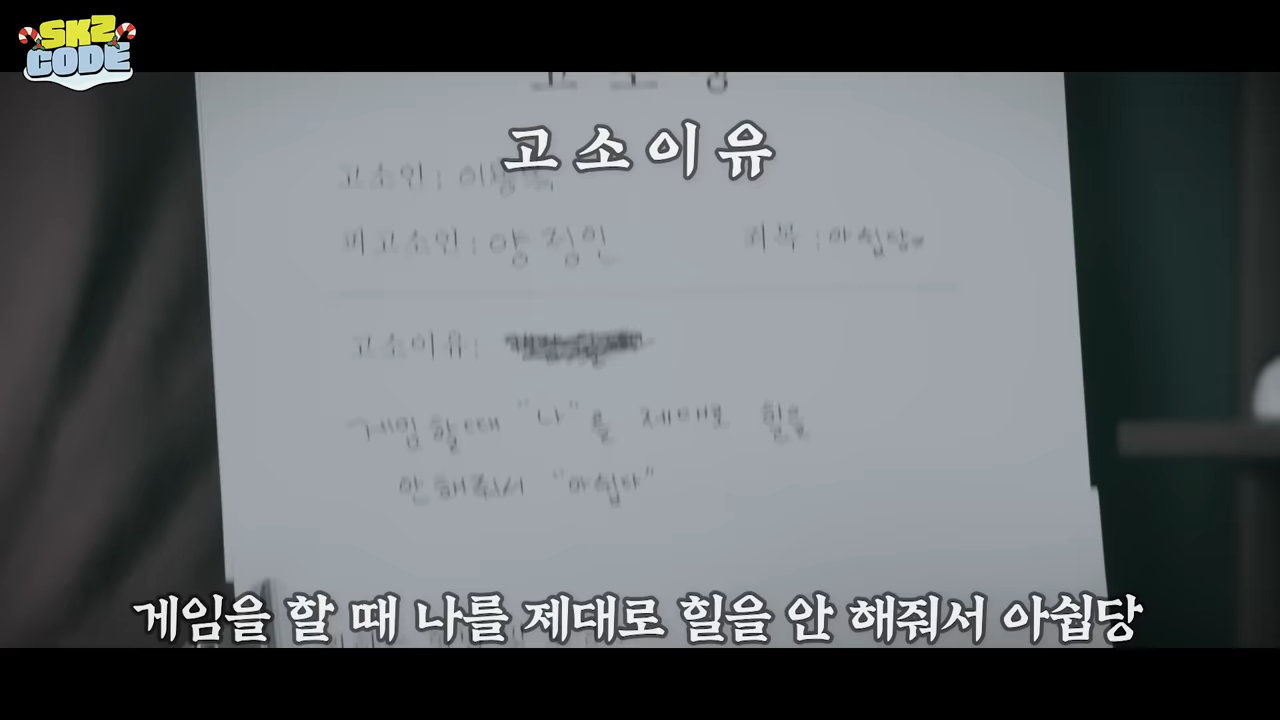 SKZ
CODE
고소이유
고소인 : 이용복
피고소인 : 양정인 죄목 : 아쉽당
고소이유 :
게임할때 "나"를 제대로 힐을
안해줘서 "아쉽다"
게임을 할 때 나를 제대로 힐을 안 해줘서 아쉽당